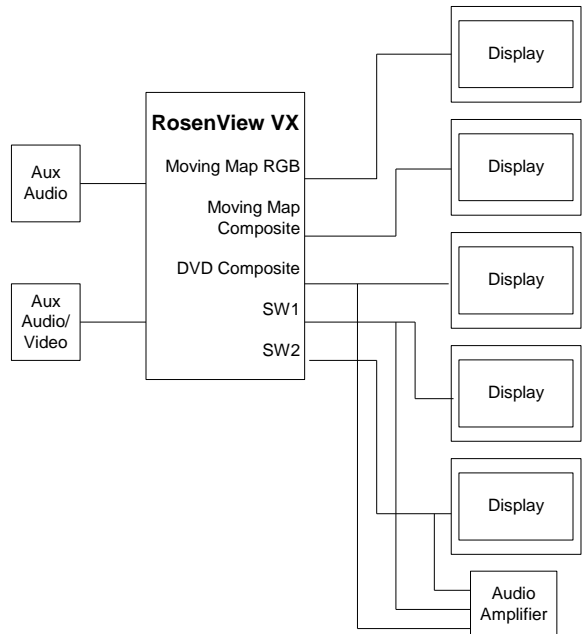 Display
RosenView VX
Moving Map RGB
Aux
Audio
Display
Moving Map
Composite
DVD Composite
Display
Aux
Audio/
Video
SW1
SW2
Display
Display
Audio
Amplifier